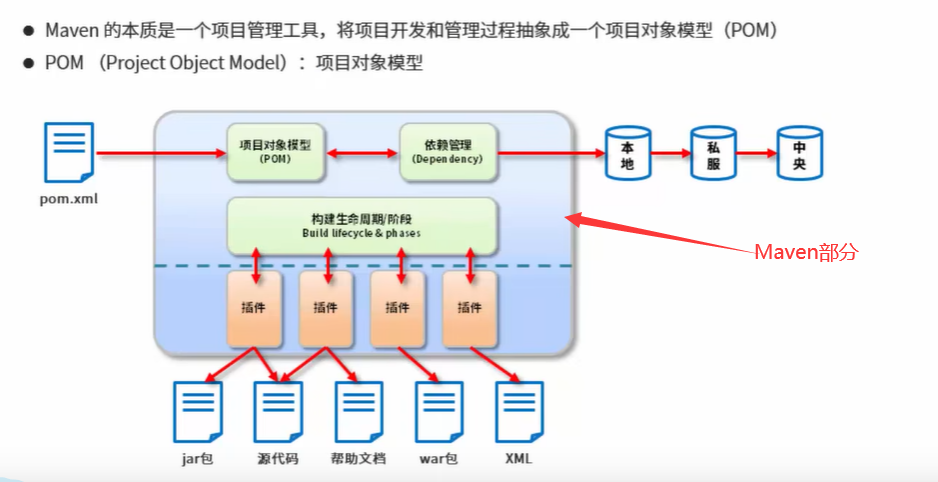 Maven 的本质是一个项目管理工具，将项目开发和管理过程抽象成一个项目对象模型（POM）
POM （Project Object Model）：项目对象模型
pom.xml
项目对象模型
(POM)
依赖管理
(Dependency)
本地
私服
中央
构建生命周期/阶段
Build lifecycle & phases
Maven部分
插件
插件
插件
插件
jar包
源代码
帮助文档
war包
XML